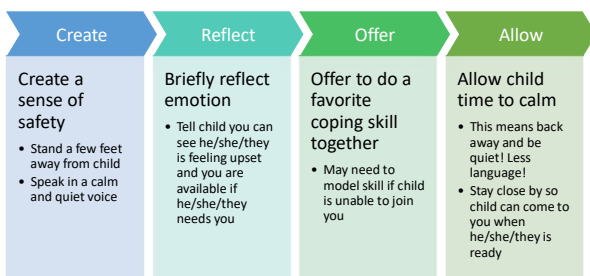 Create
Reflect
Offer
Allow
Create a
sense of
safety
• Stand a few feet
away from child
• Speak in a calm
and quiet voice
Briefly reflect
emotion
• Tell child you can
see he/she/they
is feeling upset
and you are
available if
he/she/they
needs you
Offer to do a
favorite
coping skill
together
• May need to
model skill if child
is unable to join
you
Allow child
time to calm
• This means back
away and be
quiet! Less
language!
• Stay close by so
child can come to
you when
he/she/they is
ready